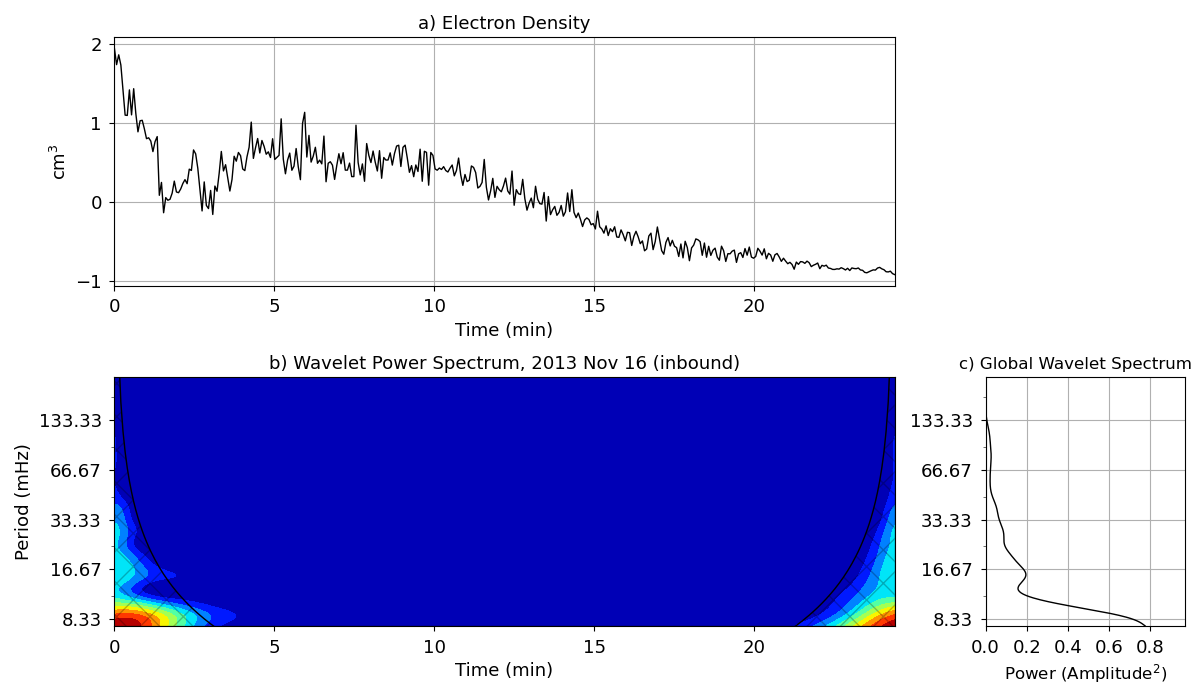 a) Electron Density
2
1
0
−1
cm³
0 5 10 15 20
Time (min)
b) Wavelet Power Spectrum, 2013 Nov 16 (inbound)
133.33
66.67
33.33
16.67
8.33
Period (mHz)
0 5 10 15 20
Time (min)
c) Global Wavelet Spectrum
133.33
66.67
33.33
16.67
8.33
0.0 0.2 0.4 0.6 0.8
Power (Amplitude²)